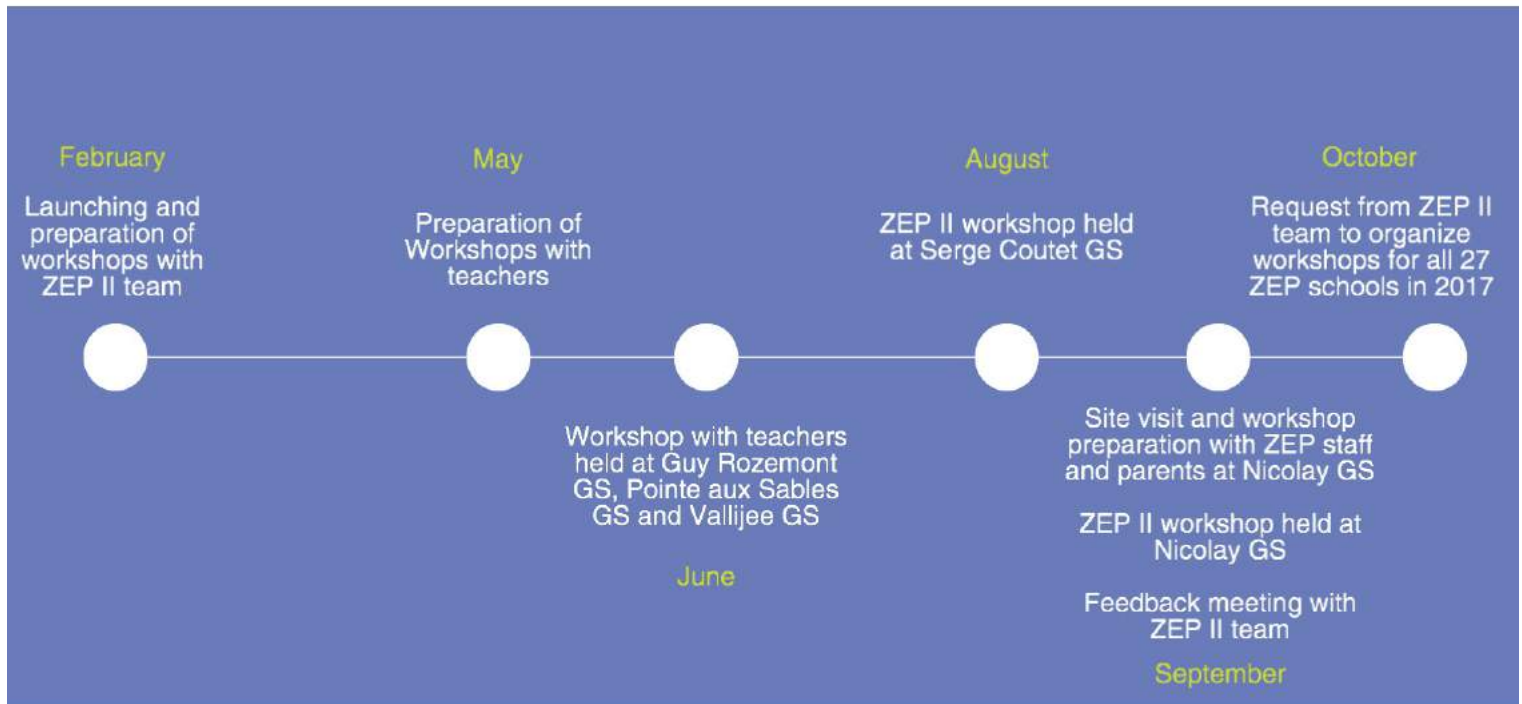 February
Launching and
preparation of
workshops with
ZEP II team
May
Preparation of
Workshops with
teachers
Workshop with teachers
held at Guy Rozemont
GS, Pointe aux Sables
GS and Vallijee GS
June
August
ZEP II workshop held
at Serge Coutet GS
Site visit and workshop
preparation with ZEP staff
and parents at Nicolay GS
ZEP II workshop held at
Nicolay GS
Feedback meeting with
ZEP II team
September
October
Request from ZEP II
team to organize
workshops for all 27
ZEP schools in 2017